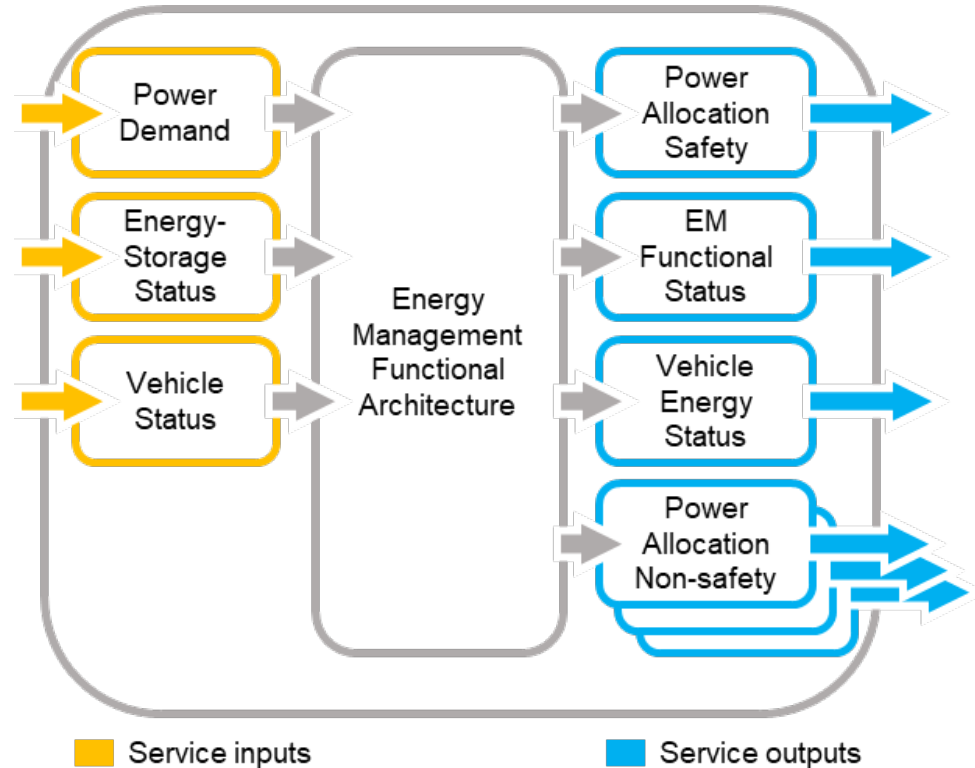 Power
Demand
Energy-
Storage
Status
Vehicle
Status
Energy
Management
Functional
Architecture
Power
Allocation
Safety
EM
Functional
Status
Vehicle
Energy
Status
Power
Allocation
Non-safety
Service inputs
Service outputs